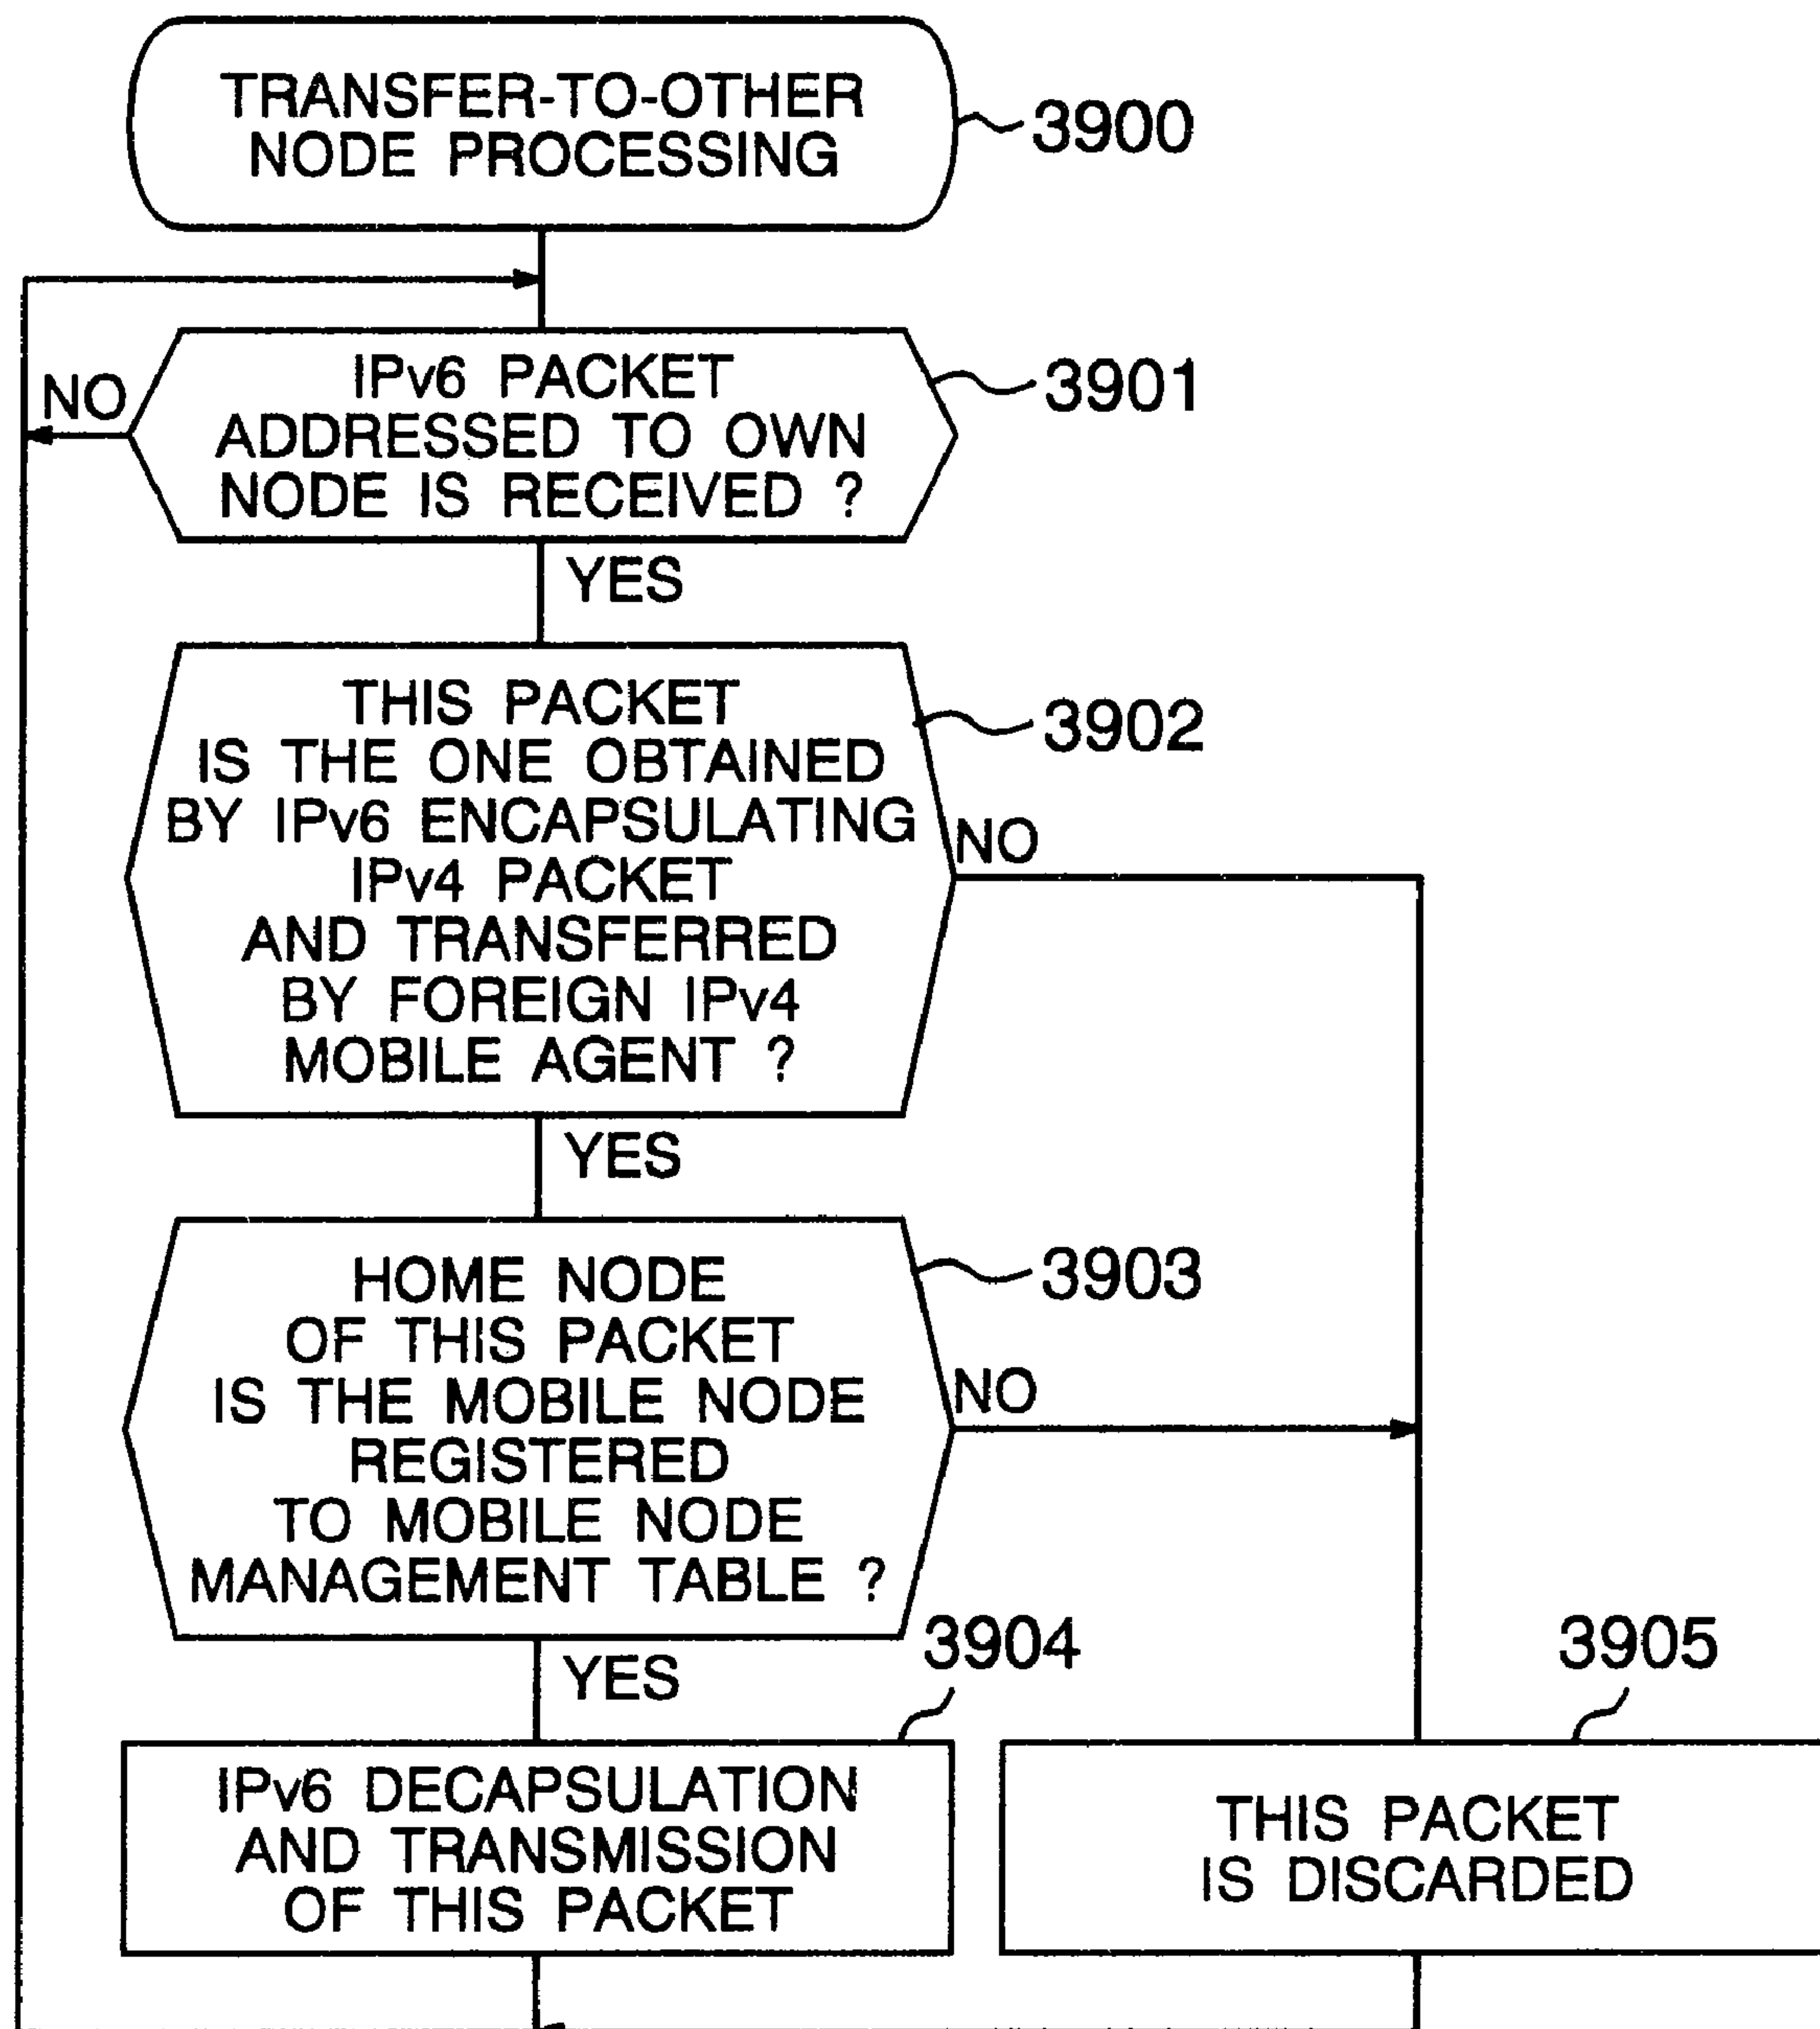 TRANSFER-TO-OTHER
NODE PROCESSING
3900
IPv6 PACKET
ADDRESSED TO OWN
NODE IS RECEIVED ?
3901
NO
YES
THIS PACKET
IS THE ONE OBTAINED
BY IPv6 ENCAPSULATING
IPv4 PACKET
AND TRANSFERRED
BY FOREIGN IPv4
MOBILE AGENT ?
3902
NO
YES
HOME NODE
OF THIS PACKET
IS THE MOBILE NODE
REGISTERED
TO MOBILE NODE
MANAGEMENT TABLE ?
3903
NO
YES
3904
IPv6 DECAPSULATION
AND TRANSMISSION
OF THIS PACKET
3905
THIS PACKET
IS DISCARDED